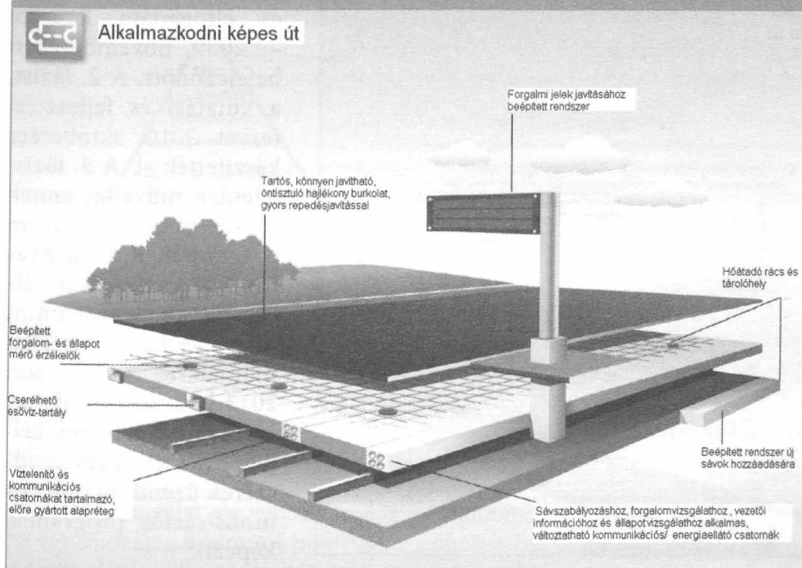 Alkalmazkodni képes út
Forgalmi jelek javításához
beépített rendszer
Tartós, könnyen javítható,
öntisztuló hajlékony burkolat,
gyors repedésjavítással
Hőátadó rács és
tárolóhely
Beépített
forgalom- és állapot
mérő érzékelők
Cserélhető
esővíz-tartály
Víztelenítő és
kommunikációs
csatornákat tartalmazó,
előre gyártott alapréteg
Beépített rendszer új
sávok hozzáadására
Sávszabályozáshoz, forgalomvizsgálathoz , vezetői
információhoz és állapotvizsgálathoz alkalmas,
változtatható kommunikációs/ energiaellátó csatornák